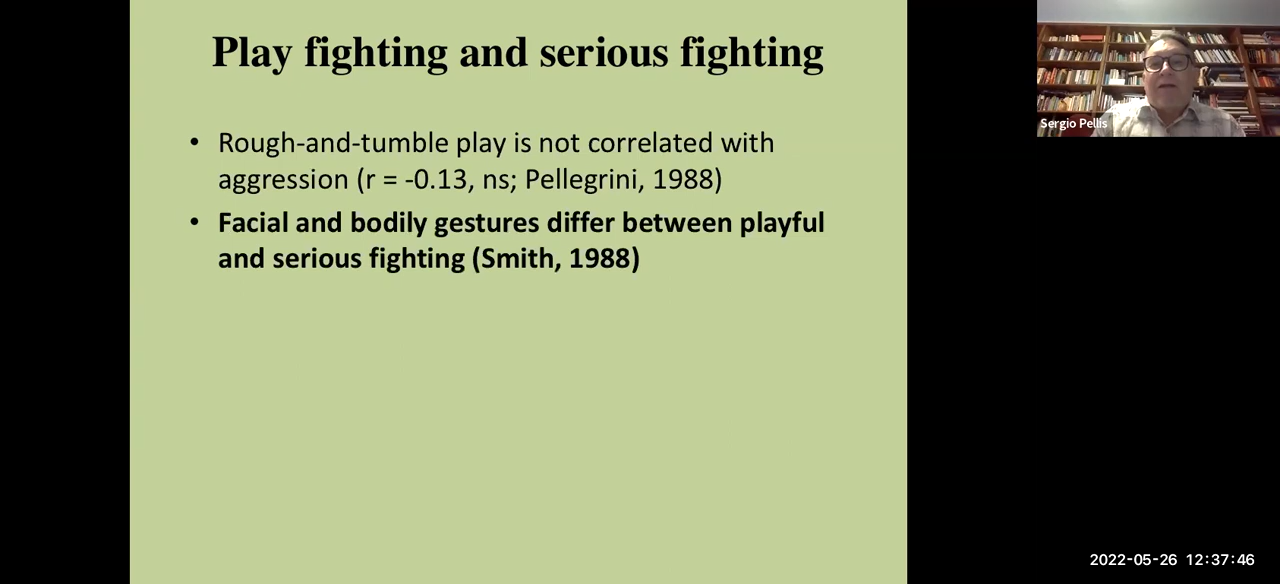 Play fighting and serious fighting
• Rough-and-tumble play is not correlated with
aggression (r = -0.13, ns; Pellegrini, 1988)
• Facial and bodily gestures differ between playful
and serious fighting (Smith, 1988)
Sergio Pellis
2022-05-26 12:37:46